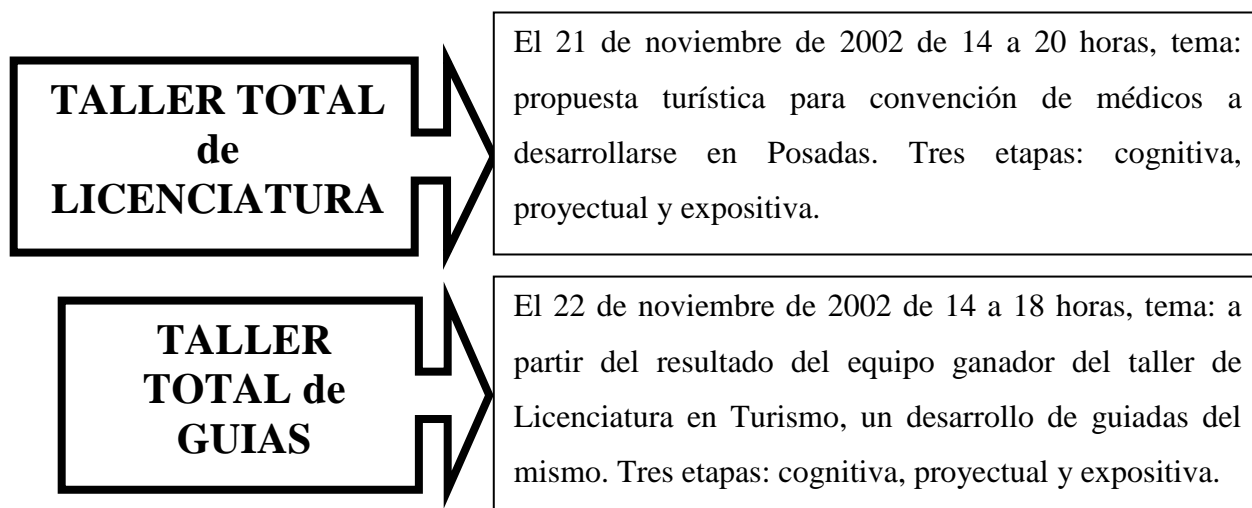 TALLER TOTAL
de
LICENCIATURA
El 21 de noviembre de 2002 de 14 a 20 horas, tema:
propuesta turística para convención de médicos a
desarrollarse en Posadas. Tres etapas: cognitiva,
proyectual y expositiva.
TALLER
TOTAL de
GUIAS
El 22 de noviembre de 2002 de 14 a 18 horas, tema: a
partir del resultado del equipo ganador del taller de
Licenciatura en Turismo, un desarrollo de guiadas del
mismo. Tres etapas: cognitiva, proyectual y expositiva.